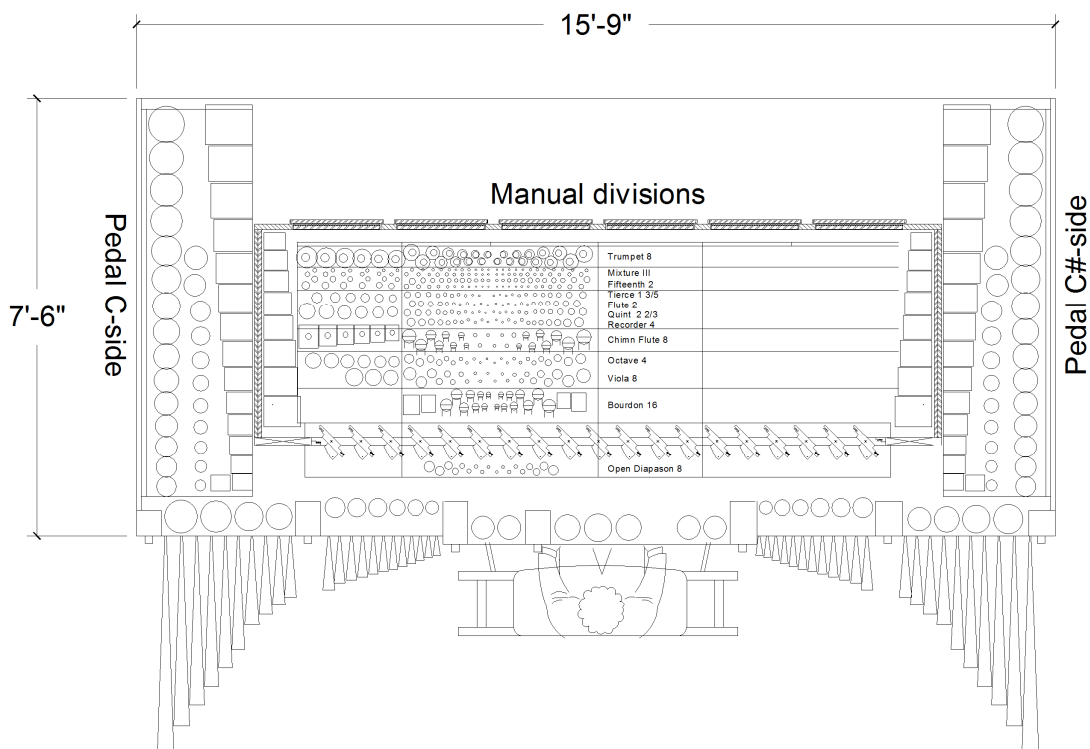 15'-9"
Manual divisions
Pedal C-side
Pedal C#-side
7'-6"
Trumpet 8
Mixture III
Fifteenth 2
Tierce 1 3/5
Flute 2
Quint 2 2/3
Recorder 4
Chimn Flute 8
Octave 4
Viola 8
Bourdon 16
Open Diapason 8